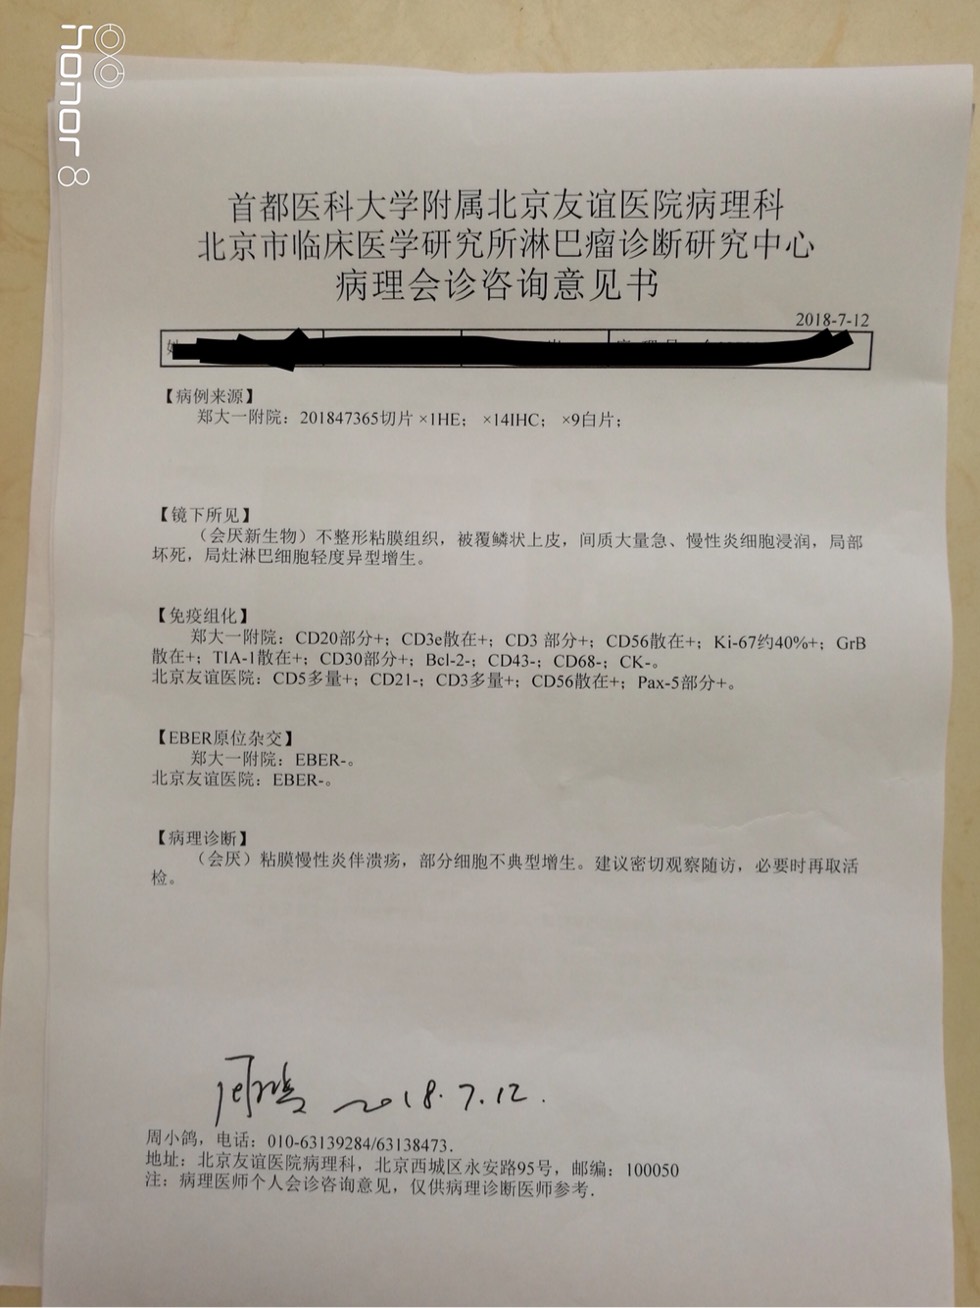 honor 8
首都医科大学附属北京友谊医院病理科
北京市临床医学研究所淋巴瘤诊断研究中心
病理会诊咨询意见书
2018-7-12
【病例来源】
郑大一附院：201847365切片 ×1HE； ×14IHC； ×9白片；
【镜下所见】
（会厌新生物）不整形粘膜组织，被覆鳞状上皮，间质大量急、慢性炎细胞浸润，局部
坏死，局灶淋巴细胞轻度异型增生。
【免疫组化】
郑大一附院：CD20部分+；CD3e散在+；CD3 部分+；CD56散在+；Ki-67约40%+；GrB
散在+；TIA-1散在+；CD30部分+；Bcl-2-；CD43-；CD68-；CK-。
北京友谊医院：CD5多量+；CD21-；CD3多量+；CD56散在+；Pax-5部分+。
【EBER原位杂交】
郑大一附院：EBER-。
北京友谊医院：EBER-。
【病理诊断】
（会厌）粘膜慢性炎伴溃疡，部分细胞不典型增生。建议密切观察随访，必要时再取活
检。
2018.7.12.
周小鸽，电话：010-63139284/63138473.
地址：北京友谊医院病理科，北京西城区永安路95号，邮编：100050
注：病理医师个人会诊咨询意见，仅供病理诊断医师参考.